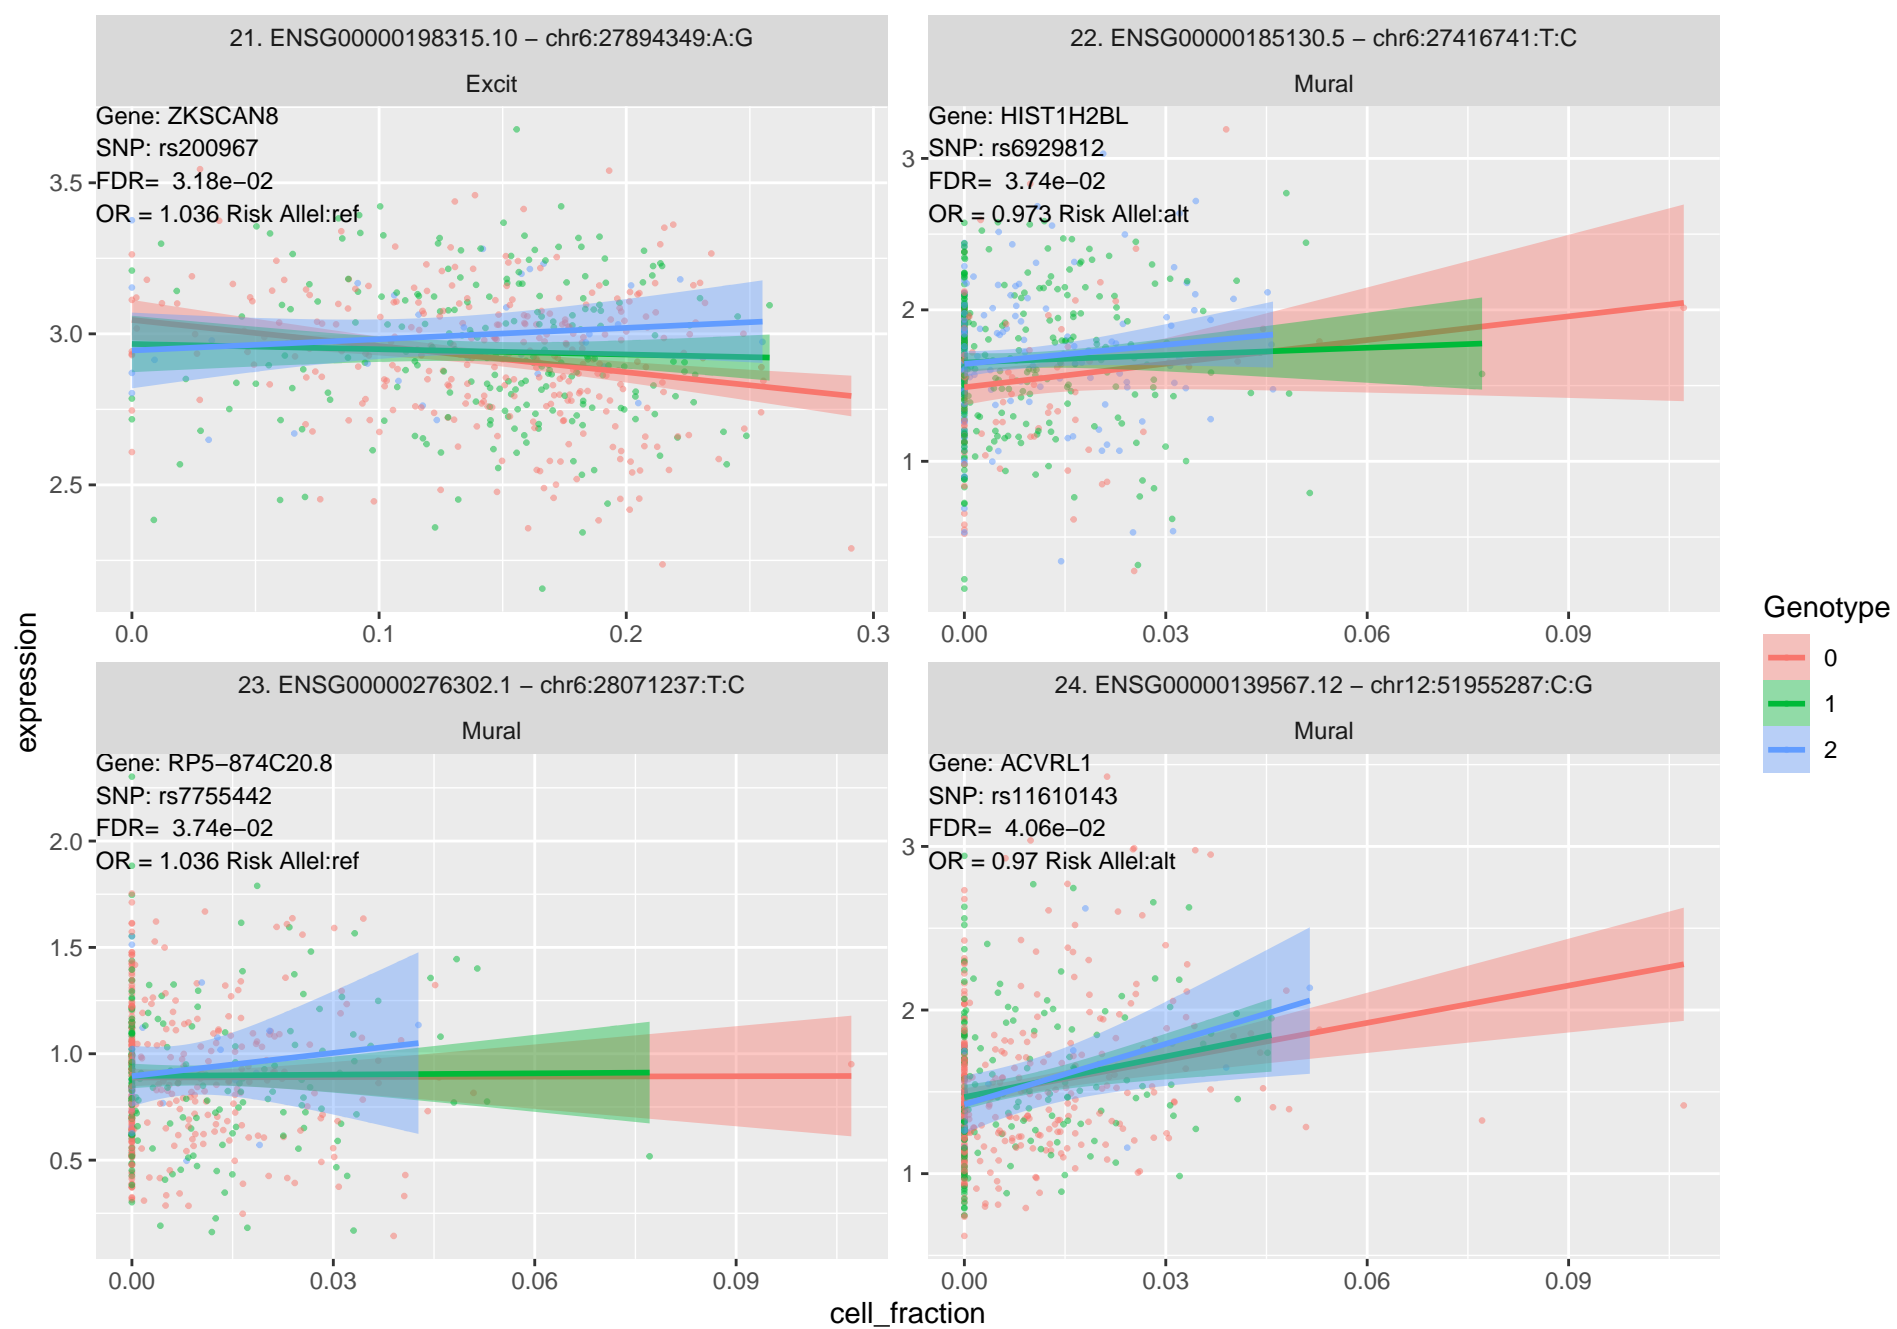 21. ENSG00000198315.10 – chr6:27894349:A:G
Excit
Gene: ZKSCAN8
SNP: rs200967
FDR= 3.18e−02
OR = 1.036 Risk Allel:ref
3.5
3.0
2.5
0.0 0.1 0.2 0.3
22. ENSG00000185130.5 – chr6:27416741:T:C
Mural
Gene: HIST1H2BL
SNP: rs6929812
FDR= 3.74e−02
OR = 0.973 Risk Allel:alt
3
2
1
0.00 0.03 0.06 0.09
23. ENSG00000276302.1 – chr6:28071237:T:C
Mural
Gene: RP5−874C20.8
SNP: rs7755442
FDR= 3.74e−02
OR = 1.036 Risk Allel:ref
2.0
1.5
1.0
0.5
0.00 0.03 0.06 0.09
24. ENSG00000139567.12 – chr12:51955287:C:G
Mural
Gene: ACVRL1
SNP: rs11610143
FDR= 4.06e−02
OR = 0.97 Risk Allel:alt
3
2
1
0.00 0.03 0.06 0.09
expression
cell_fraction
Genotype
0
1
2